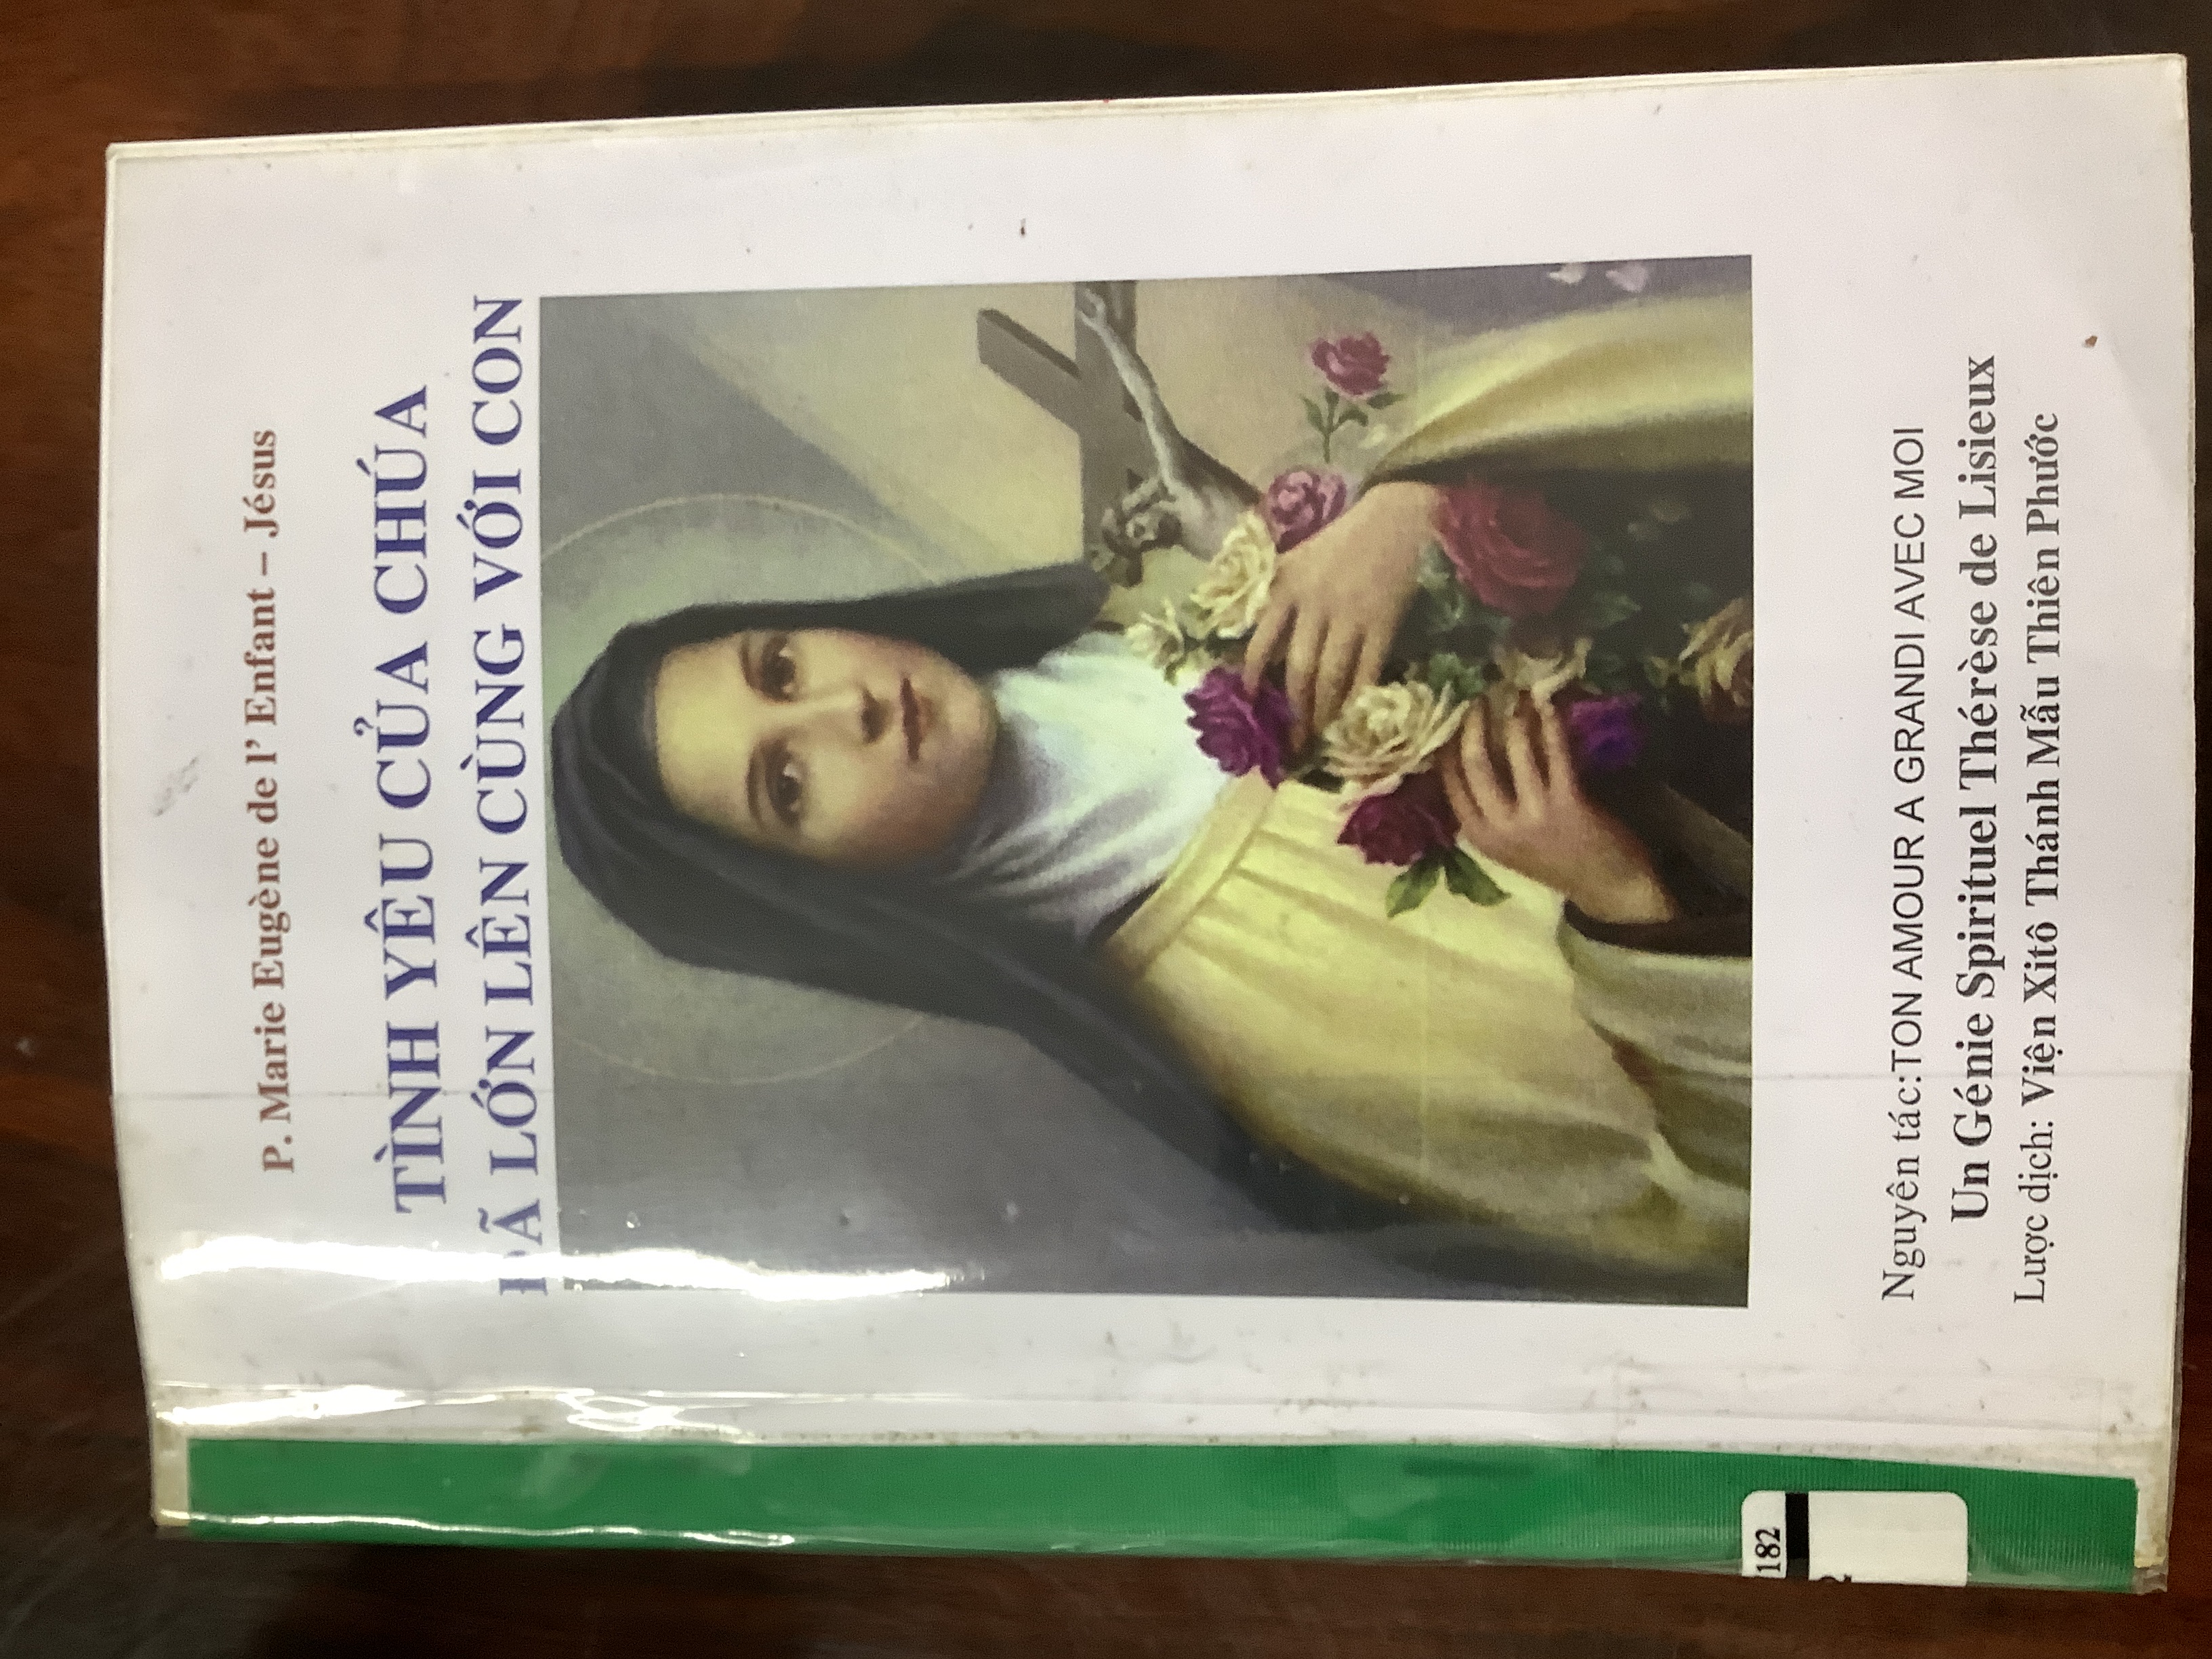 P. Marie Eugène de l' Enfant – Jésus
TÌNH YÊU CỦA CHÚA
ĐÃ LỚN LÊN CÙNG VỚI CON
Nguyên tác:TON AMOUR A GRANDI AVEC MOI
Un Génie Spirituel Thérèse de Lisieux
Lược dịch: Viện Xitô Thánh Mẫu Thiên Phước
182